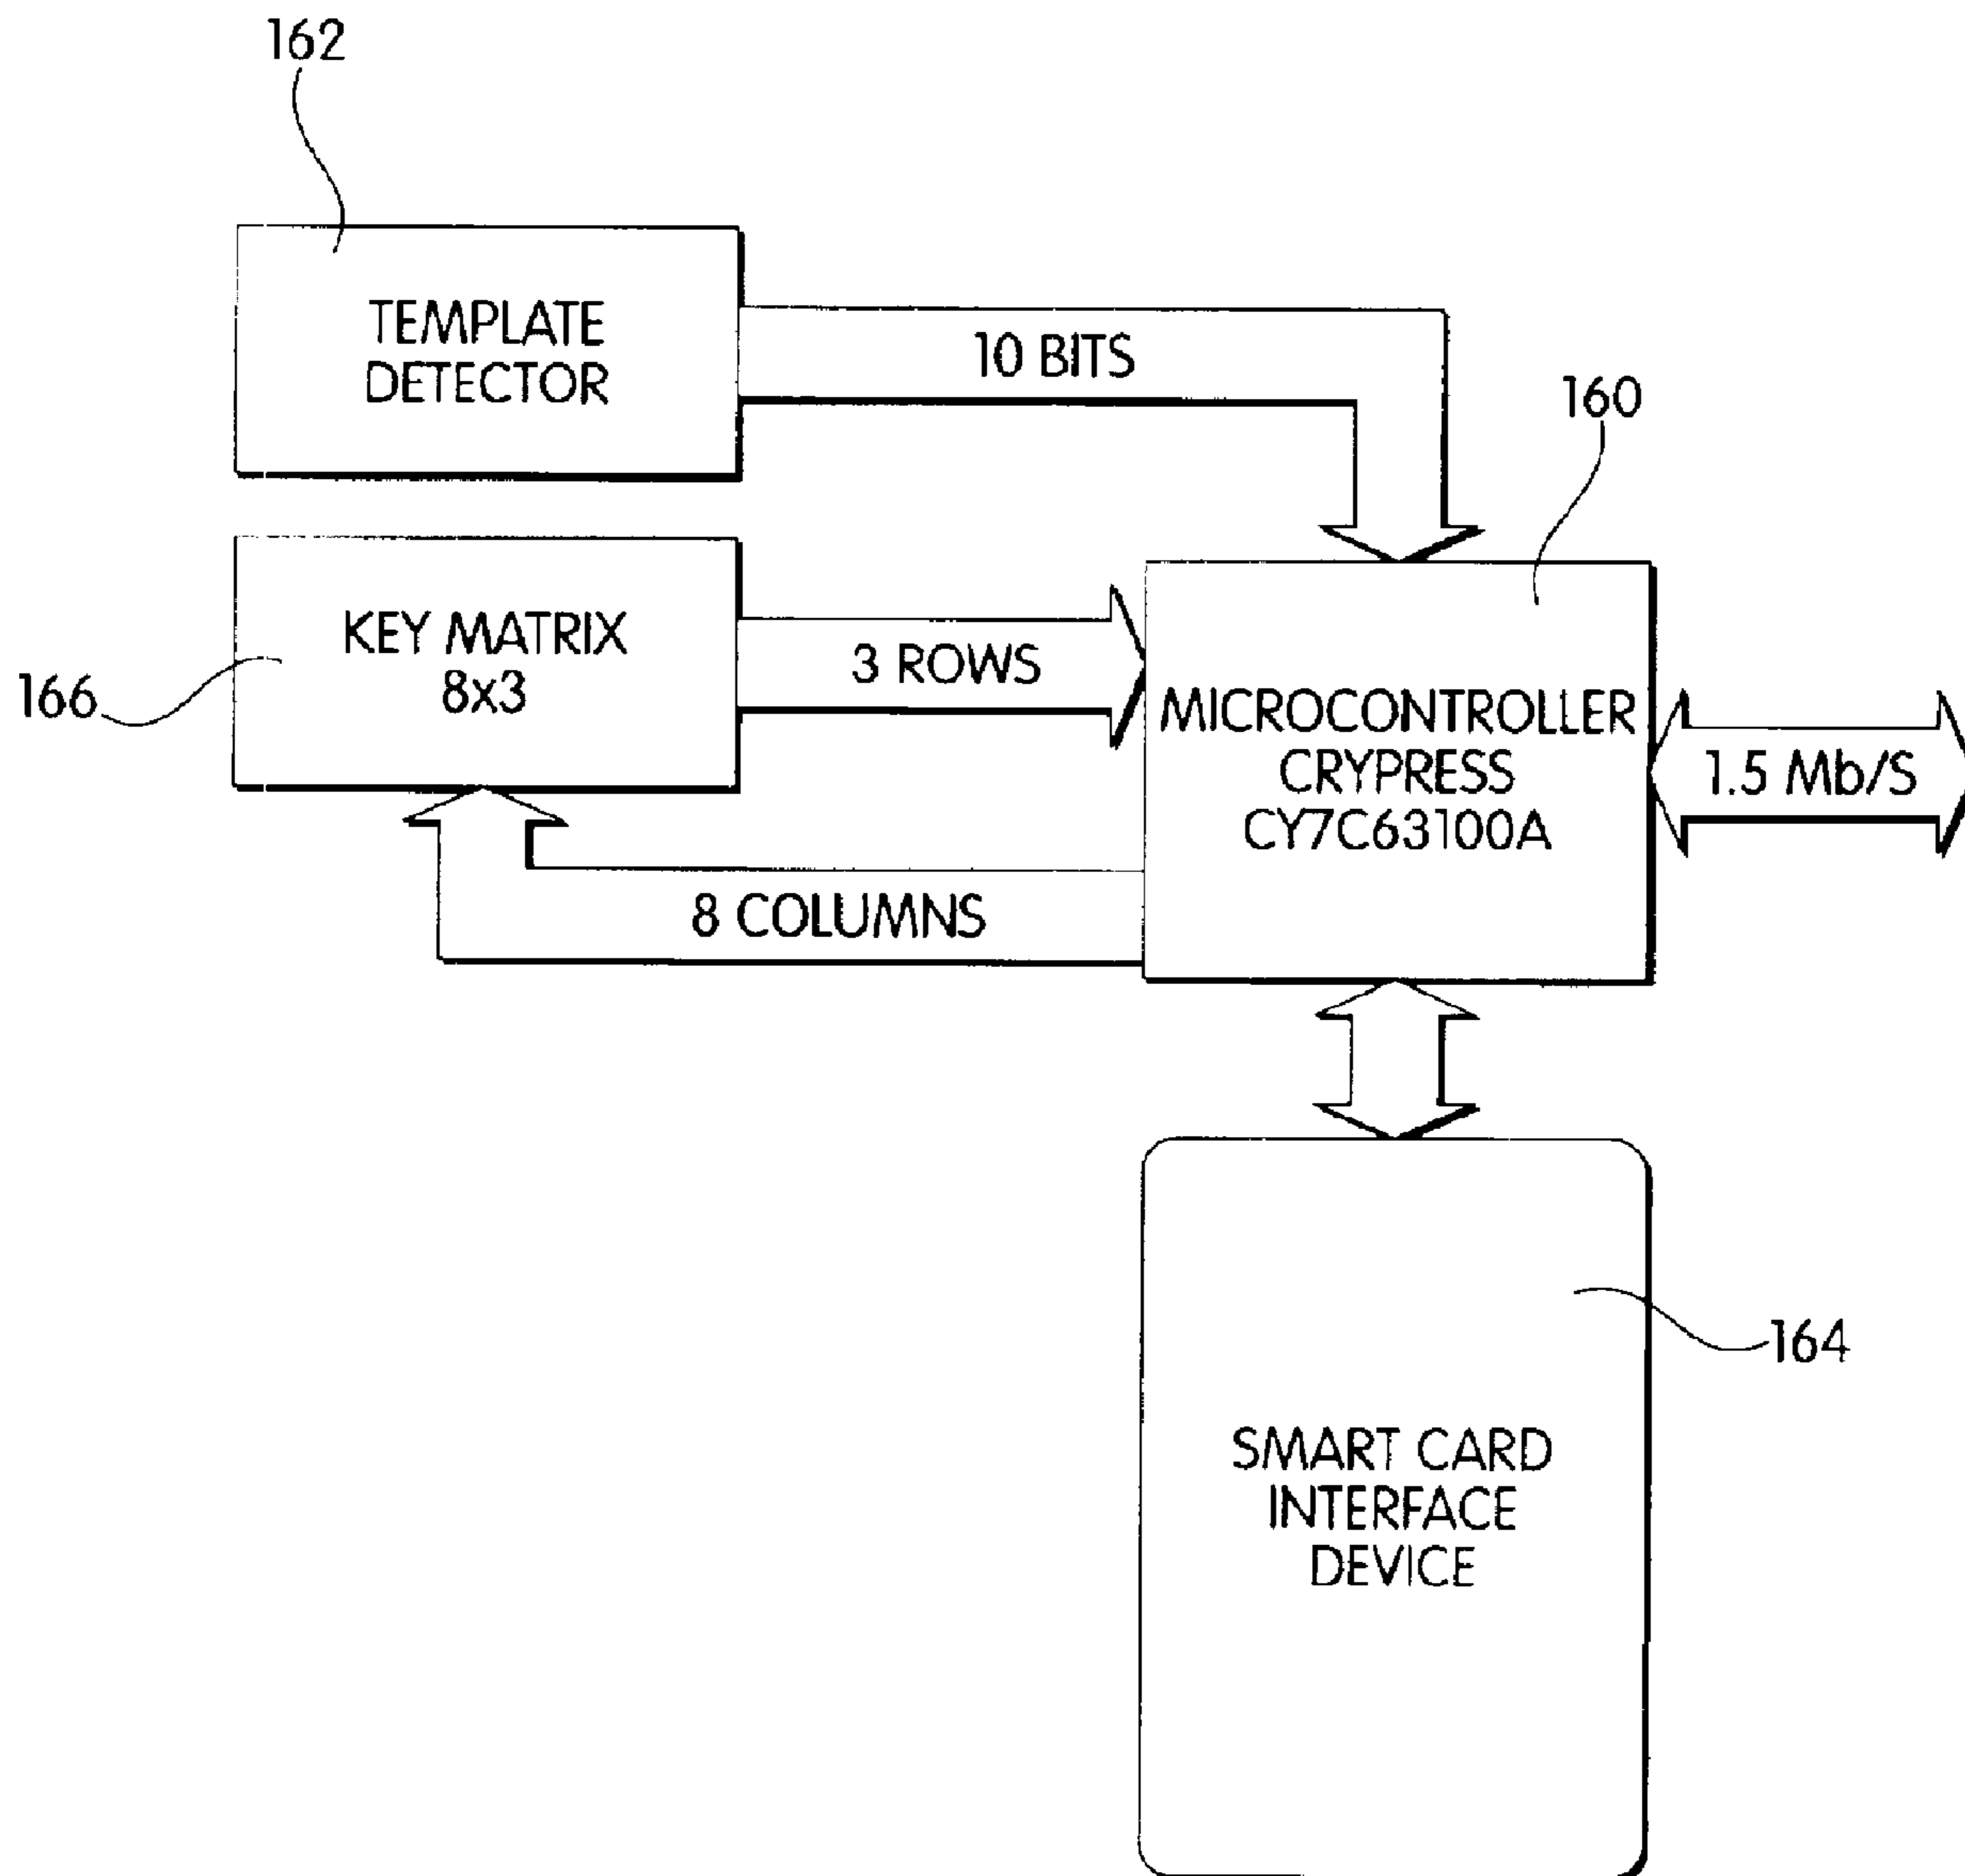 162
TEMPLATE
DETECTOR
10 BITS
160
KEY MATRIX
8x3
166
3 ROWS
MICROCONTROLLER
CRYPRESS
CY7C63100A
1.5 Mb/S
8 COLUMNS
164
SMART CARD
INTERFACE
DEVICE